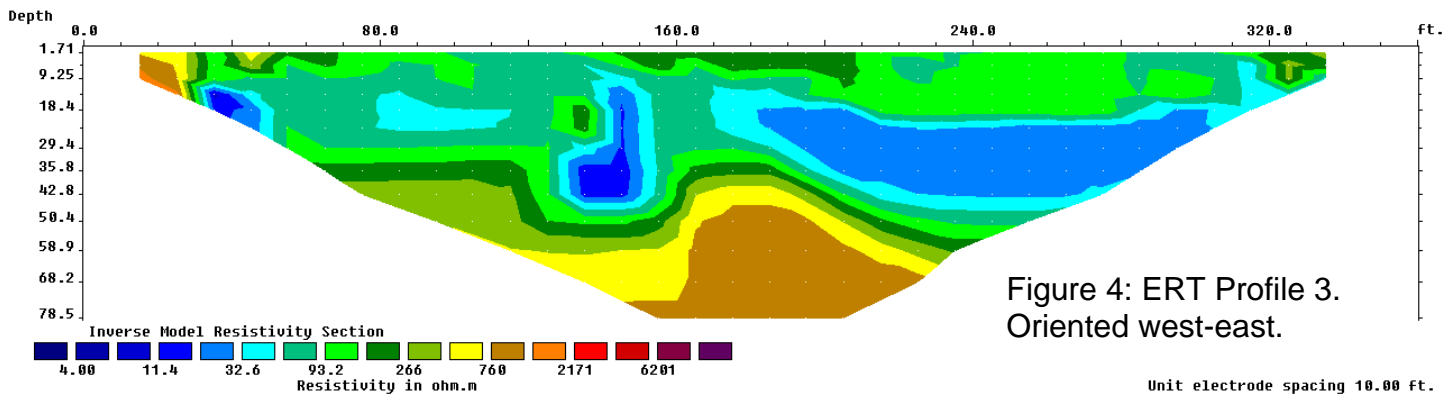 Depth
0.0 80.0 160.0 240.0 320.0 ft.
1.71
9.25
18.4
29.4
35.8
42.8
50.4
58.9
68.2
78.5
Figure 4: ERT Profile 3.
Oriented west-east.
Inverse Model Resistivity Section
4.00 11.4 32.6 93.2 266 760 2171 6201
Resistivity in ohm.m
Unit electrode spacing 10.00 ft.